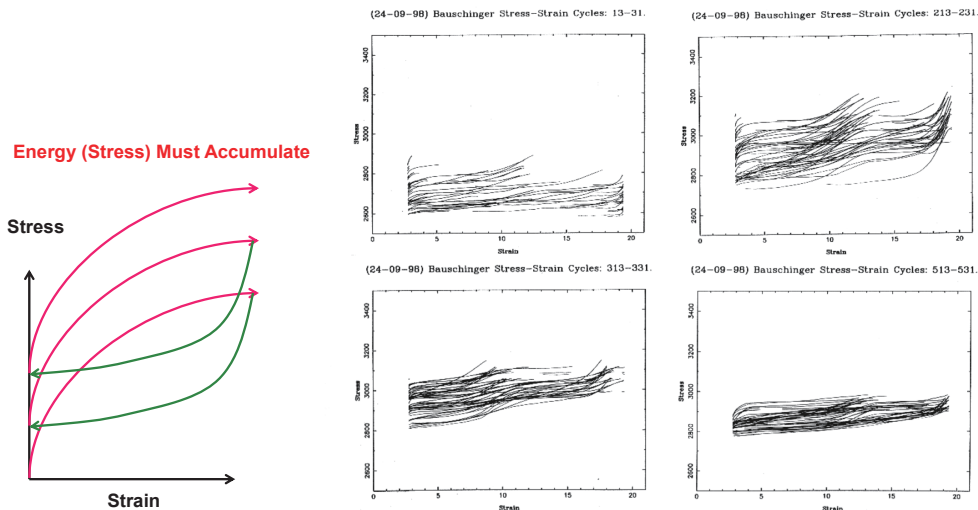 Energy (Stress) Must Accumulate
Stress
Strain
(24-09-98) Bauschinger Stress-Strain Cycles: 13-31.
Stress
3400
3200
3000
2800
2600
0 5 10 15 20
Strain
(24-09-98) Bauschinger Stress-Strain Cycles: 213-231.
Stress
3400
3200
3000
2800
2600
0 5 10 15 20
Strain
(24-09-98) Bauschinger Stress-Strain Cycles: 313-331.
Stress
3400
3200
3000
2800
2600
0 5 10 15 20
Strain
(24-09-98) Bauschinger Stress-Strain Cycles: 513-531.
Stress
3400
3200
3000
2800
2600
0 5 10 15 20
Strain